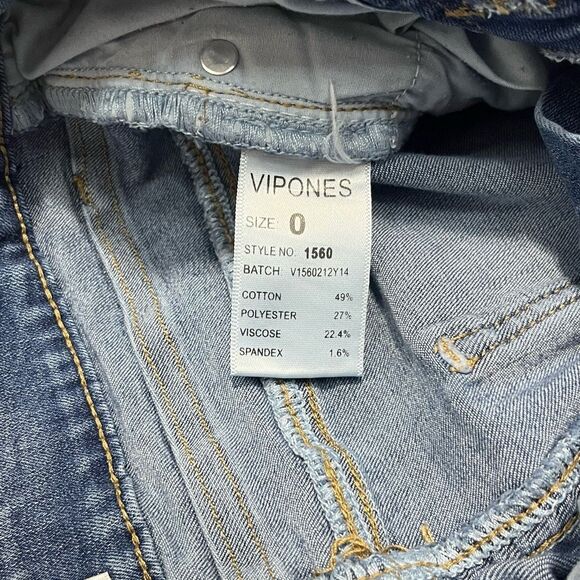 VIPONES
SIZE: 0
STYLE NO. 1560
BATCH: V1560212Y14
COTTON 49%
POLYESTER 27%
VISCOSE 22.4%
SPANDEX 1.6%